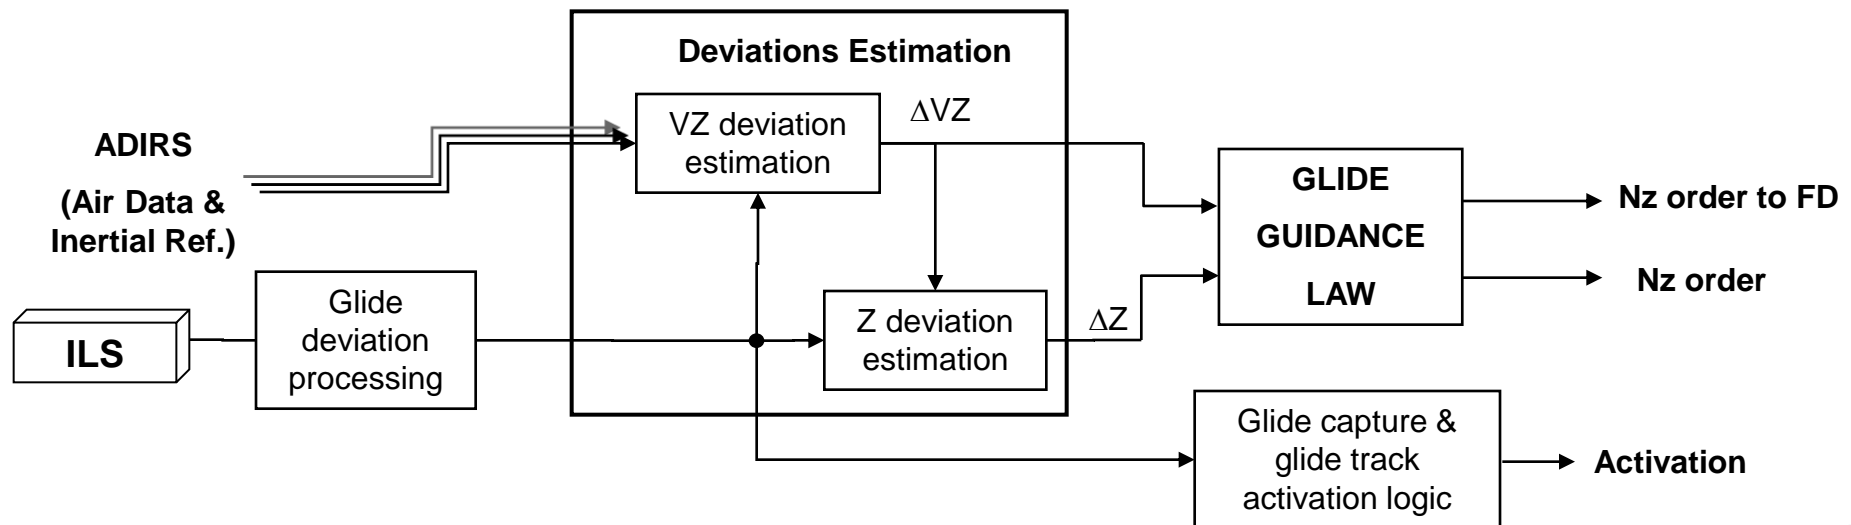 Deviations Estimation
ADIRS
(Air Data &
Inertial Ref.)
VZ deviation
estimation
ΔVZ
ILS
Glide
deviation
processing
Z deviation
estimation
ΔZ
GLIDE
GUIDANCE
LAW
Nz order to FD
Nz order
Glide capture &
glide track
activation logic
Activation